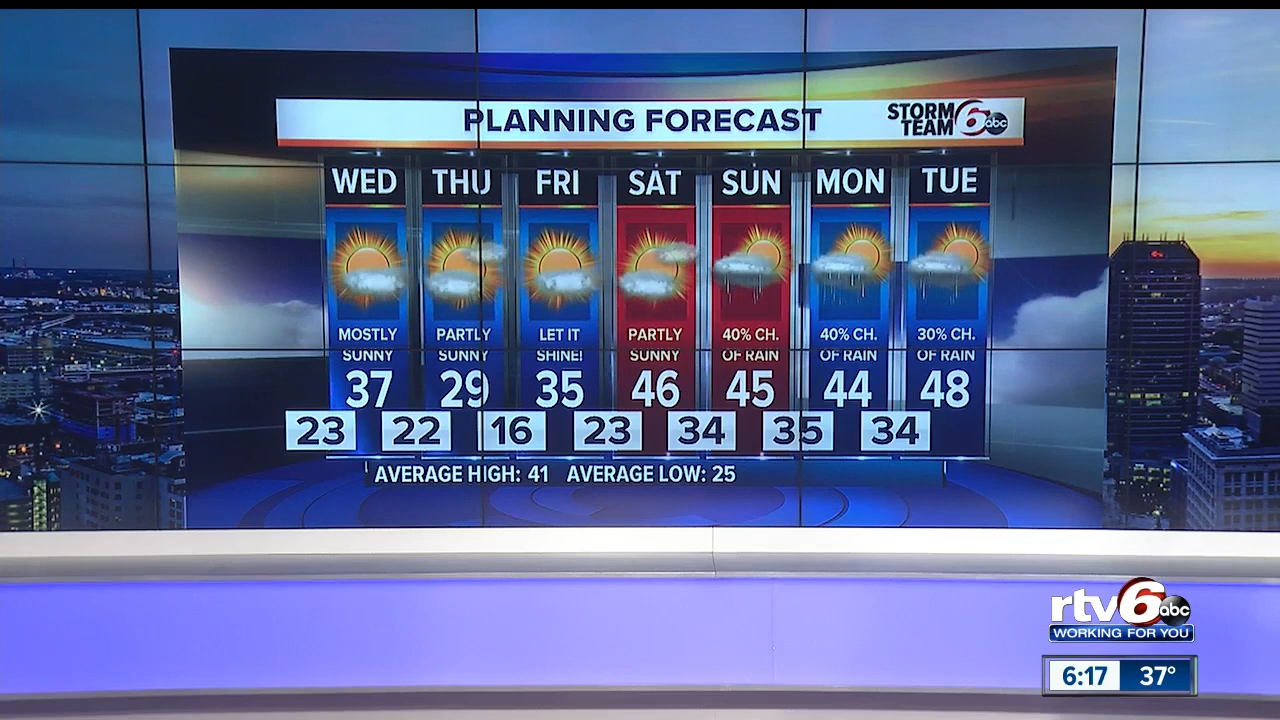 PLANNING FORECAST
STORM TEAM 6 abc
WED THU FRI SAT SUN MON TUE
MOSTLY PARTLY LET IT PARTLY 40% CH. 40% CH. 30% CH.
SUNNY SUNNY SHINE! SUNNY OF RAIN OF RAIN OF RAIN
37 29 35 46 45 44 48
23 22 16 23 34 35 34
AVERAGE HIGH: 41 AVERAGE LOW: 25
rtv6 abc
WORKING FOR YOU
6:17 37°